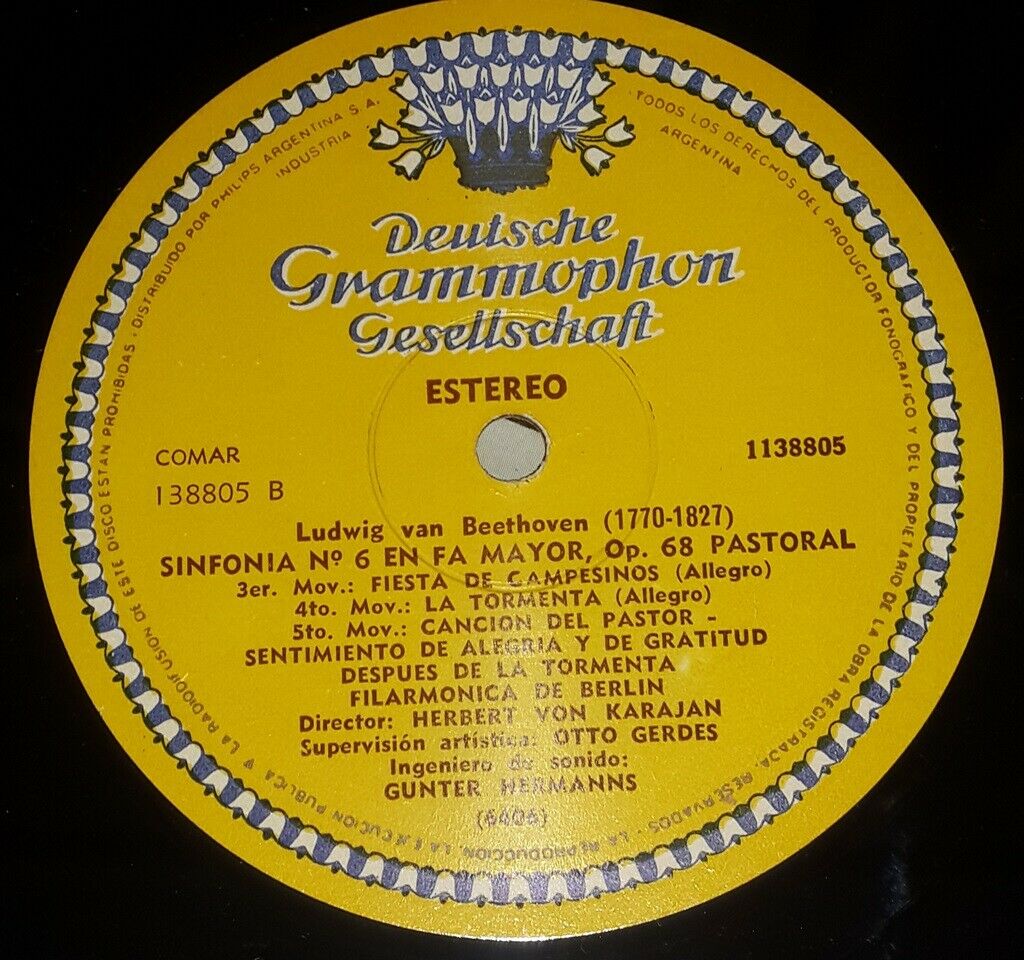 Deutsche
Grammophon
Gesellschaft
ESTEREO
COMAR
138805 B
1138805
Ludwig van Beethoven (1770-1827)
SINFONIA Nº 6 EN FA MAYOR, Op. 68 PASTORAL
3er. Mov.: FIESTA DE CAMPESINOS (Allegro)
4to. Mov.: LA TORMENTA (Allegro)
5to. Mov.: CANCION DEL PASTOR -
SENTIMIENTO DE ALEGRIA Y DE GRATITUD
DESPUES DE LA TORMENTA
FILARMONICA DE BERLIN
Director: HERBERT VON KARAJAN
Supervisión artística: OTTO GERDES
Ingeniero de sonido:
GUNTER HERMANNS
(6406)
TODOS LOS DERECHOS DEL PRODUCTOR FONOGRAFICO Y DEL PROPIETARIO DE LA OBRA REGISTRADA, RESERVADOS - LA REPRODUCCION, LA EJECUCION PUBLICA Y LA RADIODIFUSION DE ESTE DISCO ESTAN PROHIBIDAS - DISTRIBUIDO POR PHILIPS ARGENTINA S.A.
INDUSTRIA
ARGENTINA